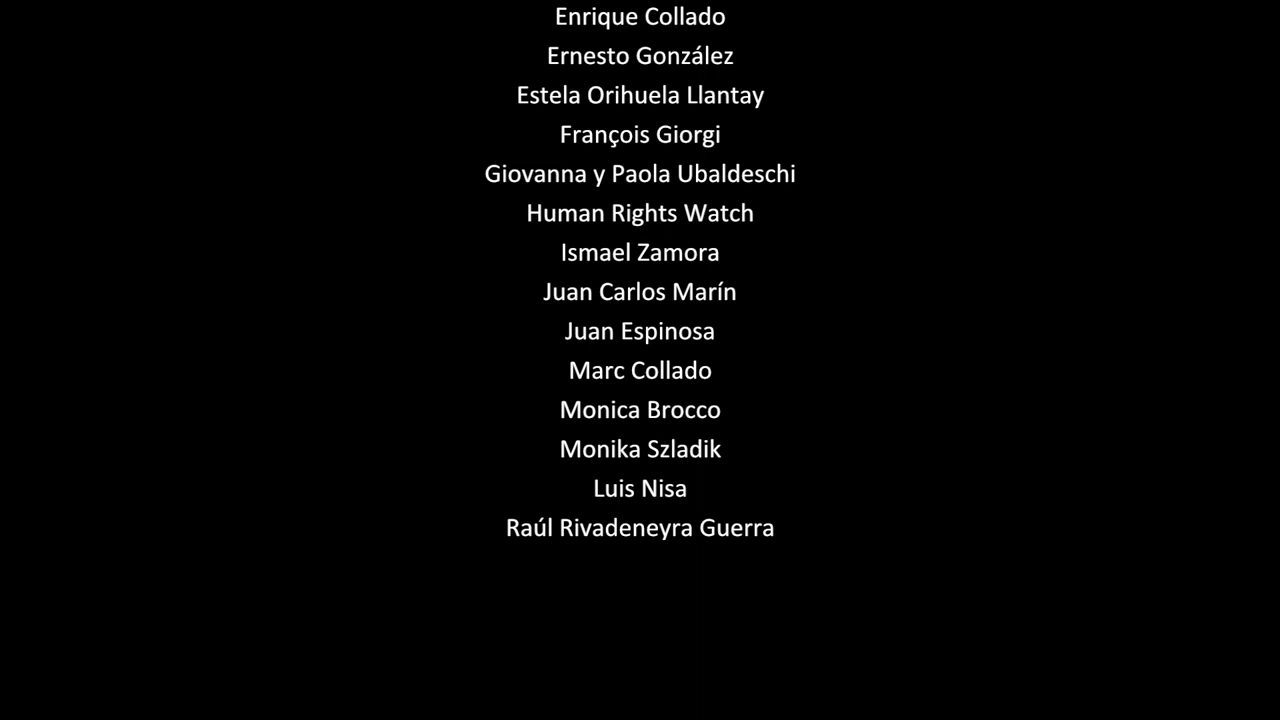 Enrique Collado
Ernesto González
Estela Orihuela Llantay
François Giorgi
Giovanna y Paola Ubaldeschi
Human Rights Watch
Ismael Zamora
Juan Carlos Marín
Juan Espinosa
Marc Collado
Monica Brocco
Monika Szladik
Luis Nisa
Raúl Rivadeneyra Guerra